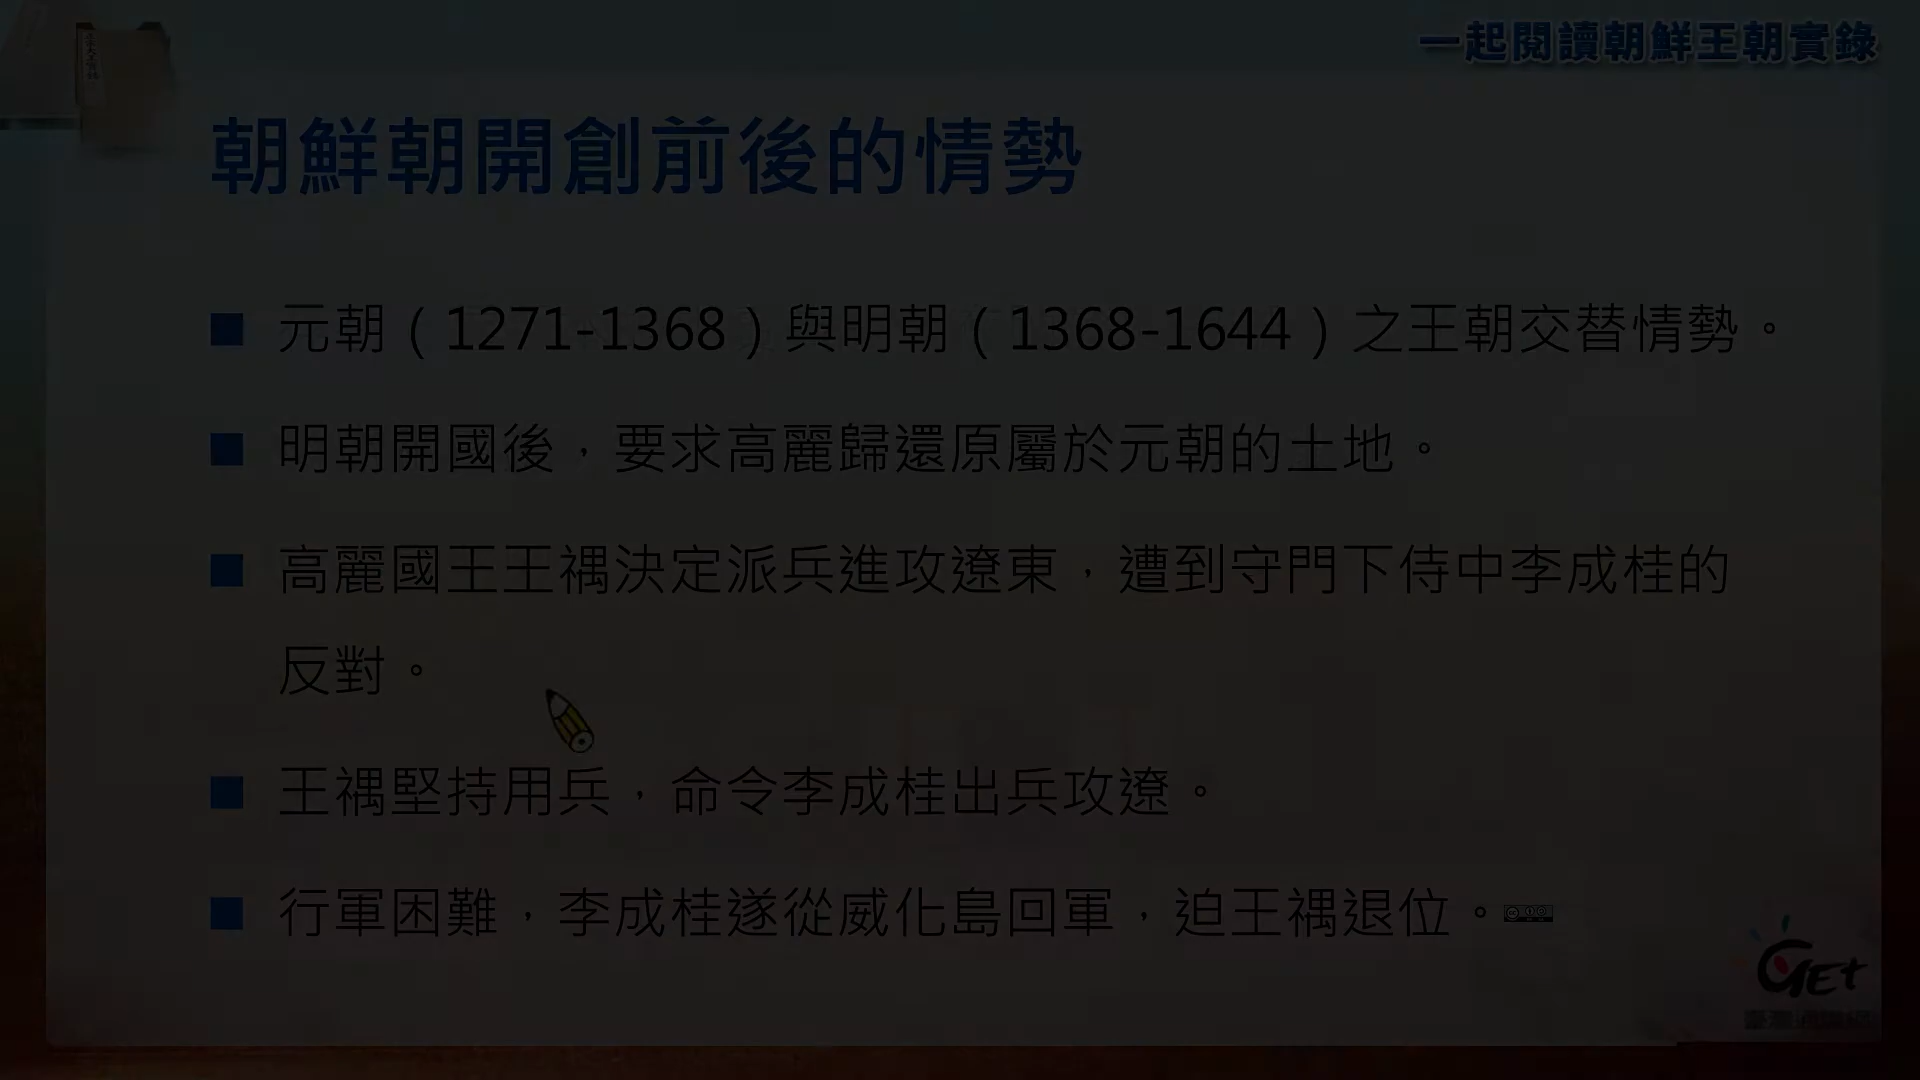 一起閱讀朝鮮王朝實錄
朝鮮朝開創前後的情勢
■ 元朝（1271-1368）與明朝（1368-1644）之王朝交替情勢。
■ 明朝開國後，要求高麗歸還原屬於元朝的土地。
■ 高麗國王王禑決定派兵進攻遼東，遭到守門下侍中李成桂的
反對。
■ 王禑堅持用兵，命令李成桂出兵攻遼。
■ 行軍困難，李成桂遂從威化島回軍，迫王禑退位。
GET